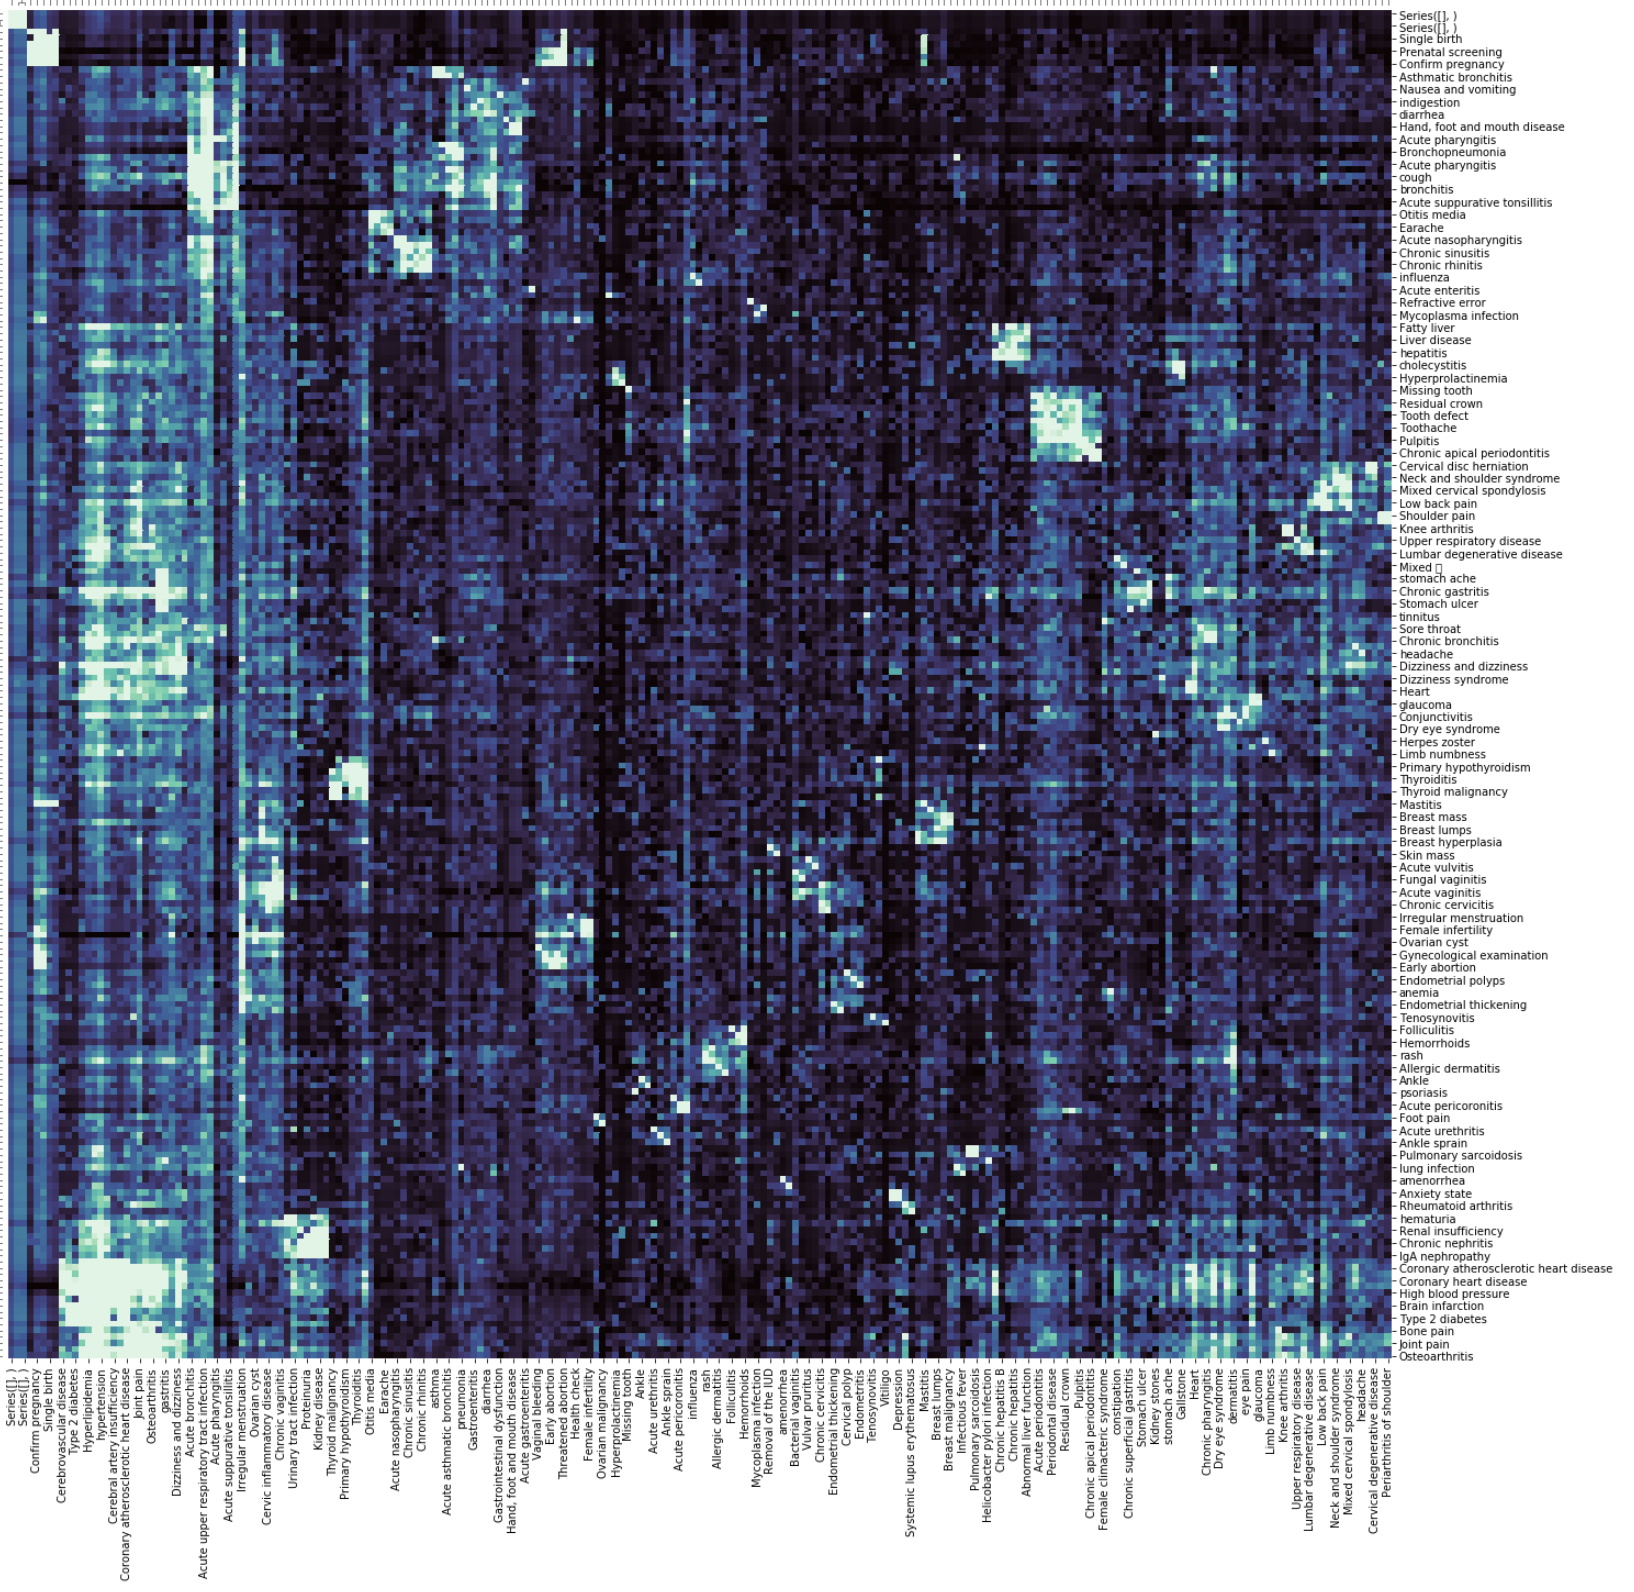 Series([], )
Series([], )
Single birth
Prenatal screening
Confirm pregnancy
Asthmatic bronchitis
Nausea and vomiting
indigestion
diarrhea
Hand, foot and mouth disease
Acute pharyngitis
Bronchopneumonia
Acute pharyngitis
cough
bronchitis
Acute suppurative tonsillitis
Otitis media
Earache
Acute nasopharyngitis
Chronic sinusitis
Chronic rhinitis
influenza
Acute enteritis
Refractive error
Mycoplasma infection
Fatty liver
Liver disease
hepatitis
cholecystitis
Hyperprolactinemia
Missing tooth
Residual crown
Tooth defect
Toothache
Pulpitis
Chronic apical periodontitis
Cervical disc herniation
Neck and shoulder syndrome
Mixed cervical spondylosis
Low back pain
Shoulder pain
Knee arthritis
Upper respiratory disease
Lumbar degenerative disease
Mixed
stomach ache
Chronic gastritis
Stomach ulcer
tinnitus
Sore throat
Chronic bronchitis
headache
Dizziness and dizziness
Dizziness syndrome
Heart
glaucoma
Conjunctivitis
Dry eye syndrome
Herpes zoster
Limb numbness
Primary hypothyroidism
Thyroiditis
Thyroid malignancy
Mastitis
Breast mass
Breast lumps
Breast hyperplasia
Skin mass
Acute vulvitis
Fungal vaginitis
Acute vaginitis
Chronic cervicitis
Irregular menstruation
Female infertility
Ovarian cyst
Gynecological examination
Early abortion
Endometrial polyps
anemia
Endometrial thickening
Tenosynovitis
Folliculitis
Hemorrhoids
rash
Allergic dermatitis
Ankle
psoriasis
Acute pericoronitis
Foot pain
Acute urethritis
Ankle sprain
Pulmonary sarcoidosis
lung infection
amenorrhea
Anxiety state
Rheumatoid arthritis
hematuria
Renal insufficiency
Chronic nephritis
IgA nephropathy
Coronary atherosclerotic heart disease
Coronary heart disease
High blood pressure
Brain infarction
Type 2 diabetes
Bone pain
Joint pain
Osteoarthritis
Series([], )
Series([], )
Confirm pregnancy
Single birth
Cerebrovascular disease
Type 2 diabetes
Hyperlipidemia
hypertension
Cerebral artery insufficiency
Coronary atherosclerotic heart disease
Joint pain
Osteoarthritis
gastritis
Dizziness and dizziness
Acute bronchitis
Acute upper respiratory tract infection
Acute pharyngitis
Acute suppurative tonsillitis
Irregular menstruation
Ovarian cyst
Cervic inflammatory disease
Chronic vaginitis
Urinary tract infection
Proteinuria
Kidney disease
Thyroid malignancy
Primary hypothyroidism
Thyroiditis
Otitis media
Earache
Acute nasopharyngitis
Chronic sinusitis
Chronic rhinitis
asthma
Acute asthmatic bronchitis
pneumonia
Gastroenteritis
diarrhea
Gastrointestinal dysfunction
Hand, foot and mouth disease
Acute gastroenteritis
Vaginal bleeding
Early abortion
Threatened abortion
Health check
Female infertility
Ovarian malignancy
Hyperprolactinemia
Missing tooth
Ankle
Acute urethritis
Ankle sprain
Acute pericoronitis
influenza
rash
Allergic dermatitis
Folliculitis
Hemorrhoids
Mycoplasma infection
Removal of the IUD
amenorrhea
Bacterial vaginitis
Vulvar pruritus
Chronic cervicitis
Endometrial thickening
Cervical polyp
Endometritis
Tenosynovitis
Vitiligo
Depression
Systemic lupus erythematosus
Mastitis
Breast lumps
Breast malignancy
Infectious fever
Pulmonary sarcoidosis
Helicobacter pylori infection
Chronic hepatitis B
Chronic hepatitis
Abnormal liver function
Acute periodontitis
Periodontal disease
Residual crown
Pulpitis
Chronic apical periodontitis
Female climacteric syndrome
constipation
Chronic superficial gastritis
Stomach ulcer
Kidney stones
stomach ache
Gallstone
Heart
Chronic pharyngitis
Dry eye syndrome
dermatitis
eye pain
glaucoma
Limb numbness
Knee arthritis
Upper respiratory disease
Lumbar degenerative disease
Low back pain
Neck and shoulder syndrome
Mixed cervical spondylosis
headache
Cervical degenerative disease
Periarthritis of shoulder